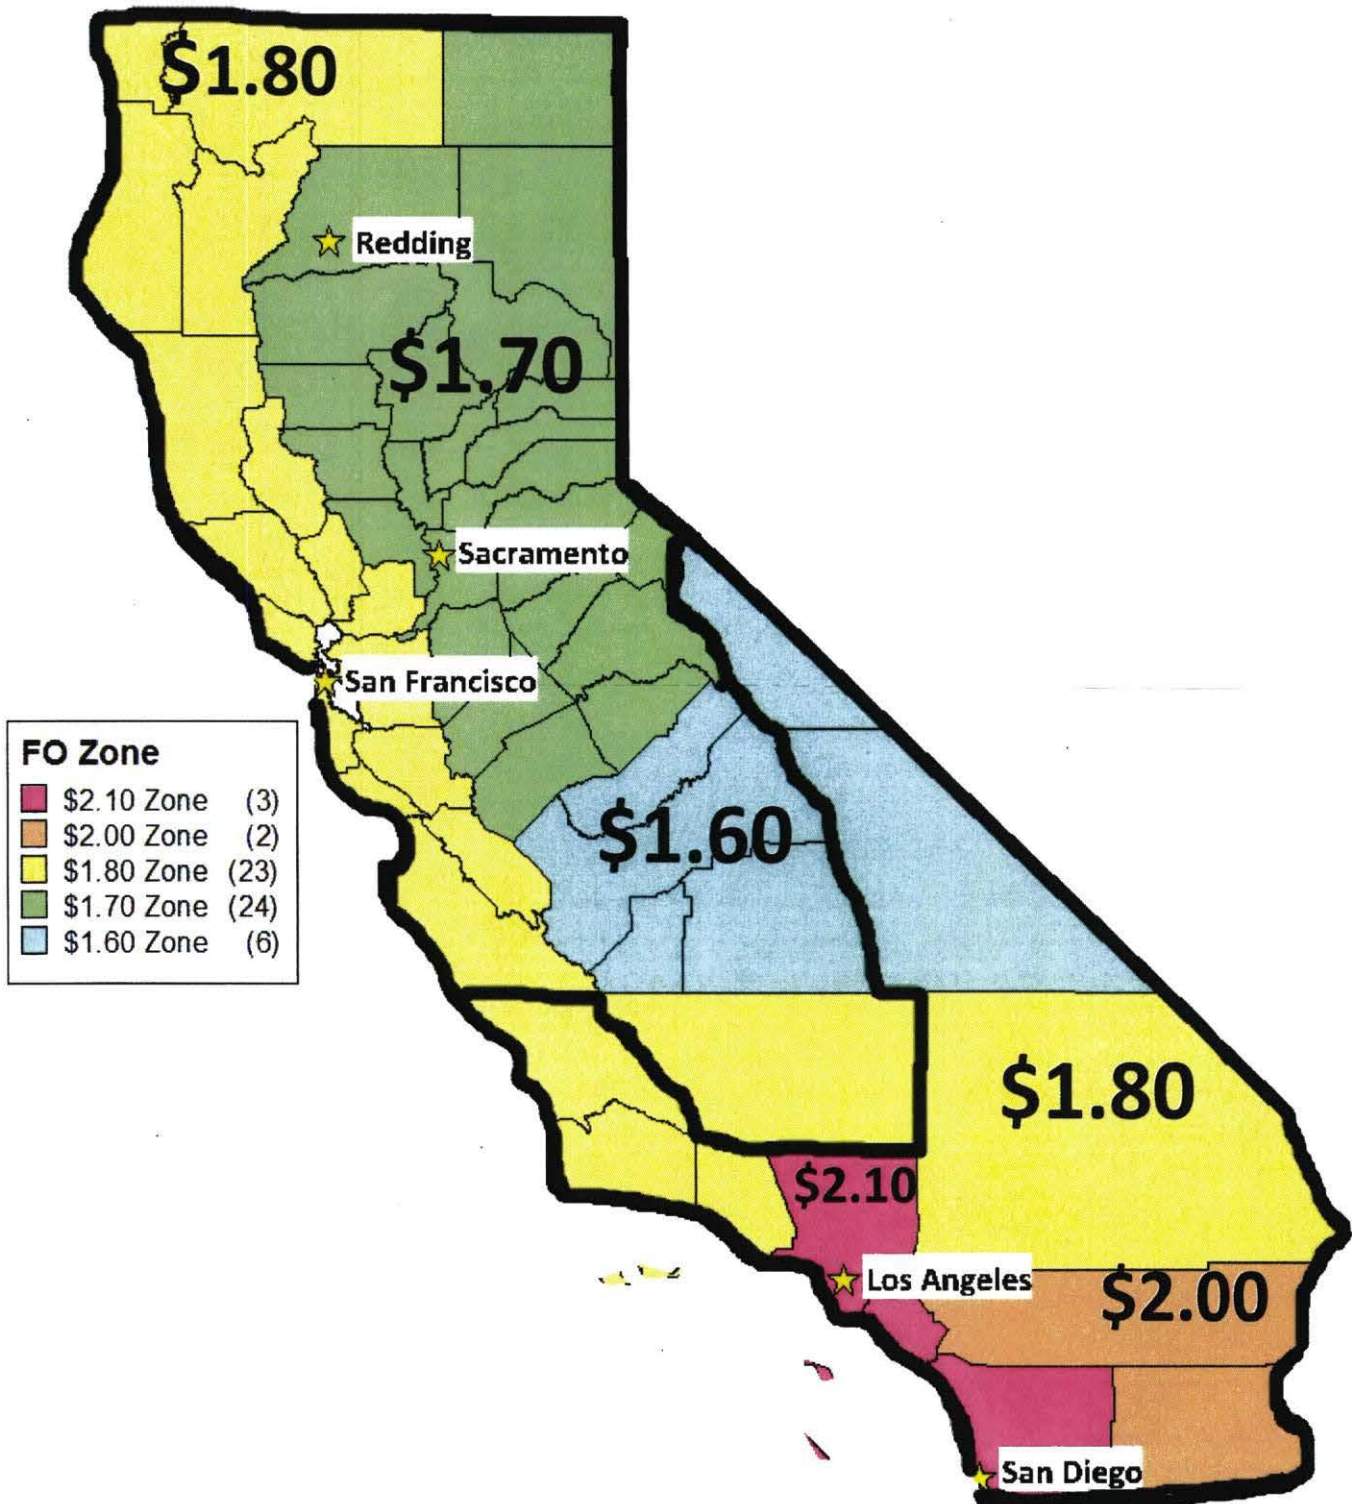 $1.80
Redding
$1.70
Sacramento
San Francisco
FO Zone
$2.10 Zone (3)
$2.00 Zone (2)
$1.80 Zone (23)
$1.70 Zone (24)
$1.60 Zone (6)
$1.60
$1.80
$2.10
Los Angeles
$2.00
San Diego